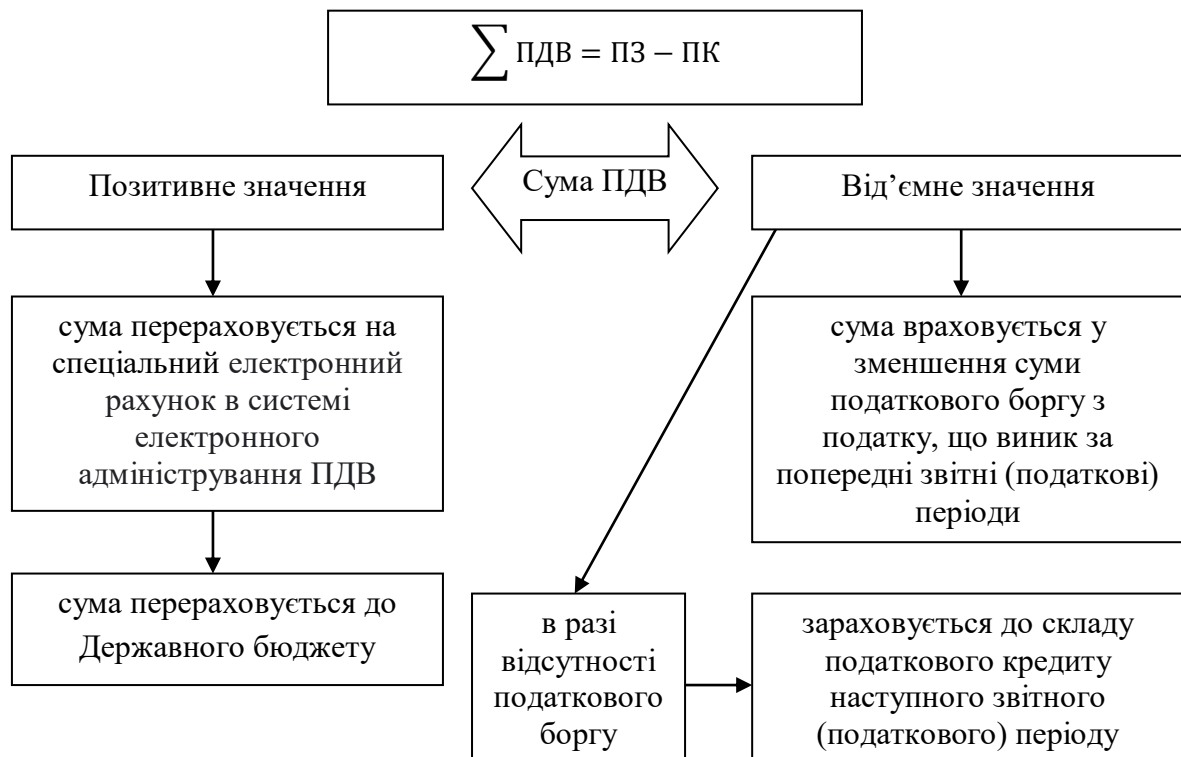 ∑ ПДВ = ПЗ − ПК
Позитивне значення
Сума ПДВ
Від’ємне значення
сума перераховується на
спеціальний електронний
рахунок в системі
електронного
адміністрування ПДВ
сума враховується у
зменшення суми
податкового боргу з
податку, що виник за
попередні звітні (податкові)
періоди
сума перераховується до
Державного бюджету
в разі
відсутності
податкового
боргу
зараховується до складу
податкового кредиту
наступного звітного
(податкового) періоду